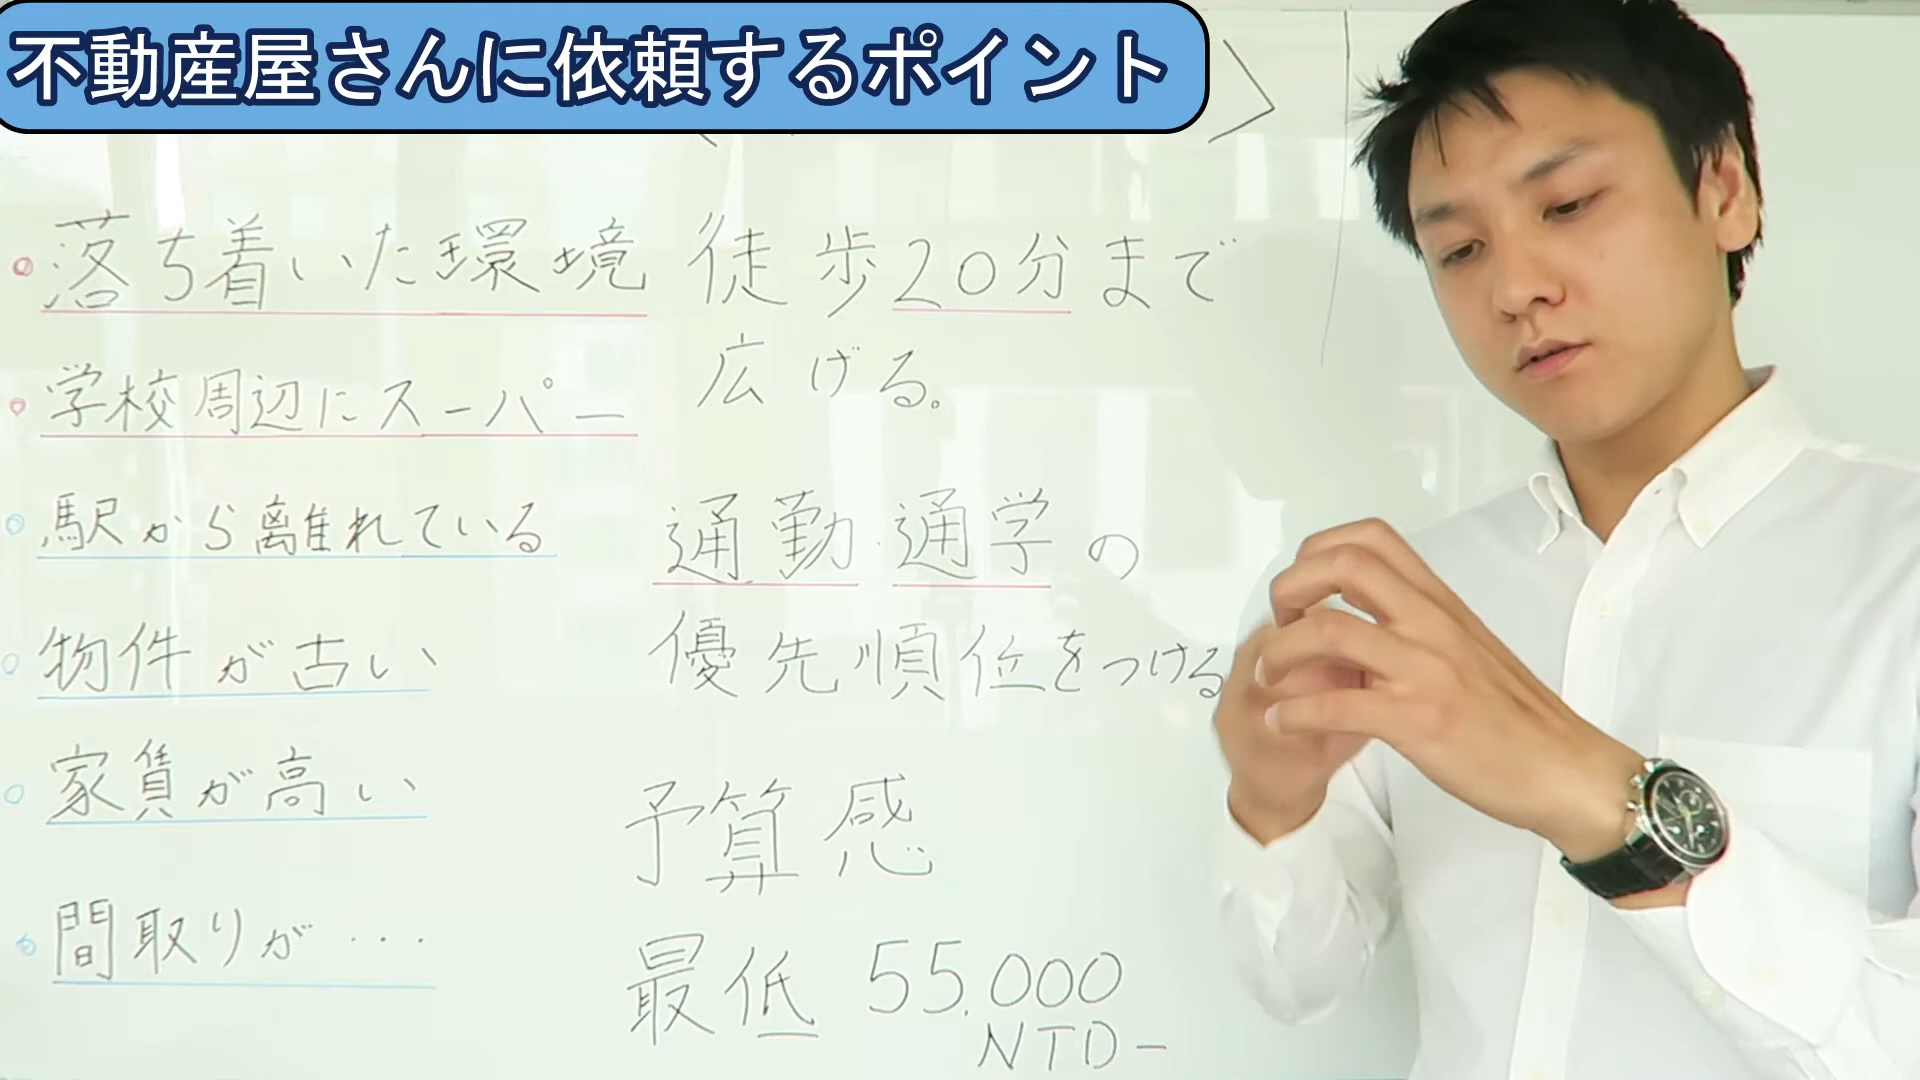 不動産屋さんに依頼するポイント
落ち着いた環境
学校周辺にスーパー
駅から離れている
物件が古い
家賃が高い
間取りが…
徒歩20分まで
広げる。
通勤・通学の
優先順位をつける
予算感
最低 55,000
NTD-